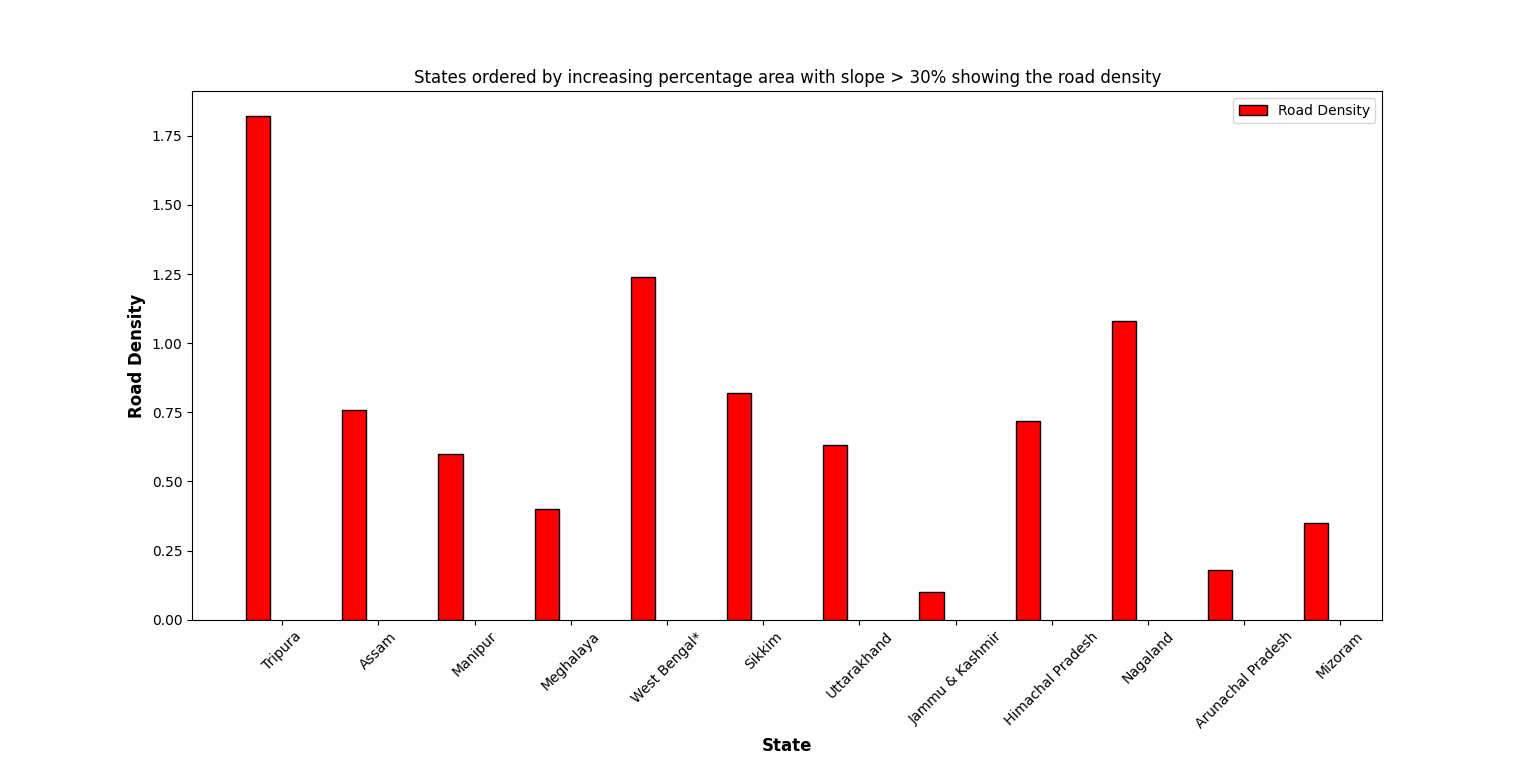 States ordered by increasing percentage area with slope > 30% showing the road density
Road Density
1.75
1.50
1.25
1.00
0.75
0.50
0.25
0.00
Road Density
Tripura
Assam
Manipur
Meghalaya
West Bengal*
Sikkim
Uttarakhand
Jammu & Kashmir
Himachal Pradesh
Nagaland
Arunachal Pradesh
Mizoram
State